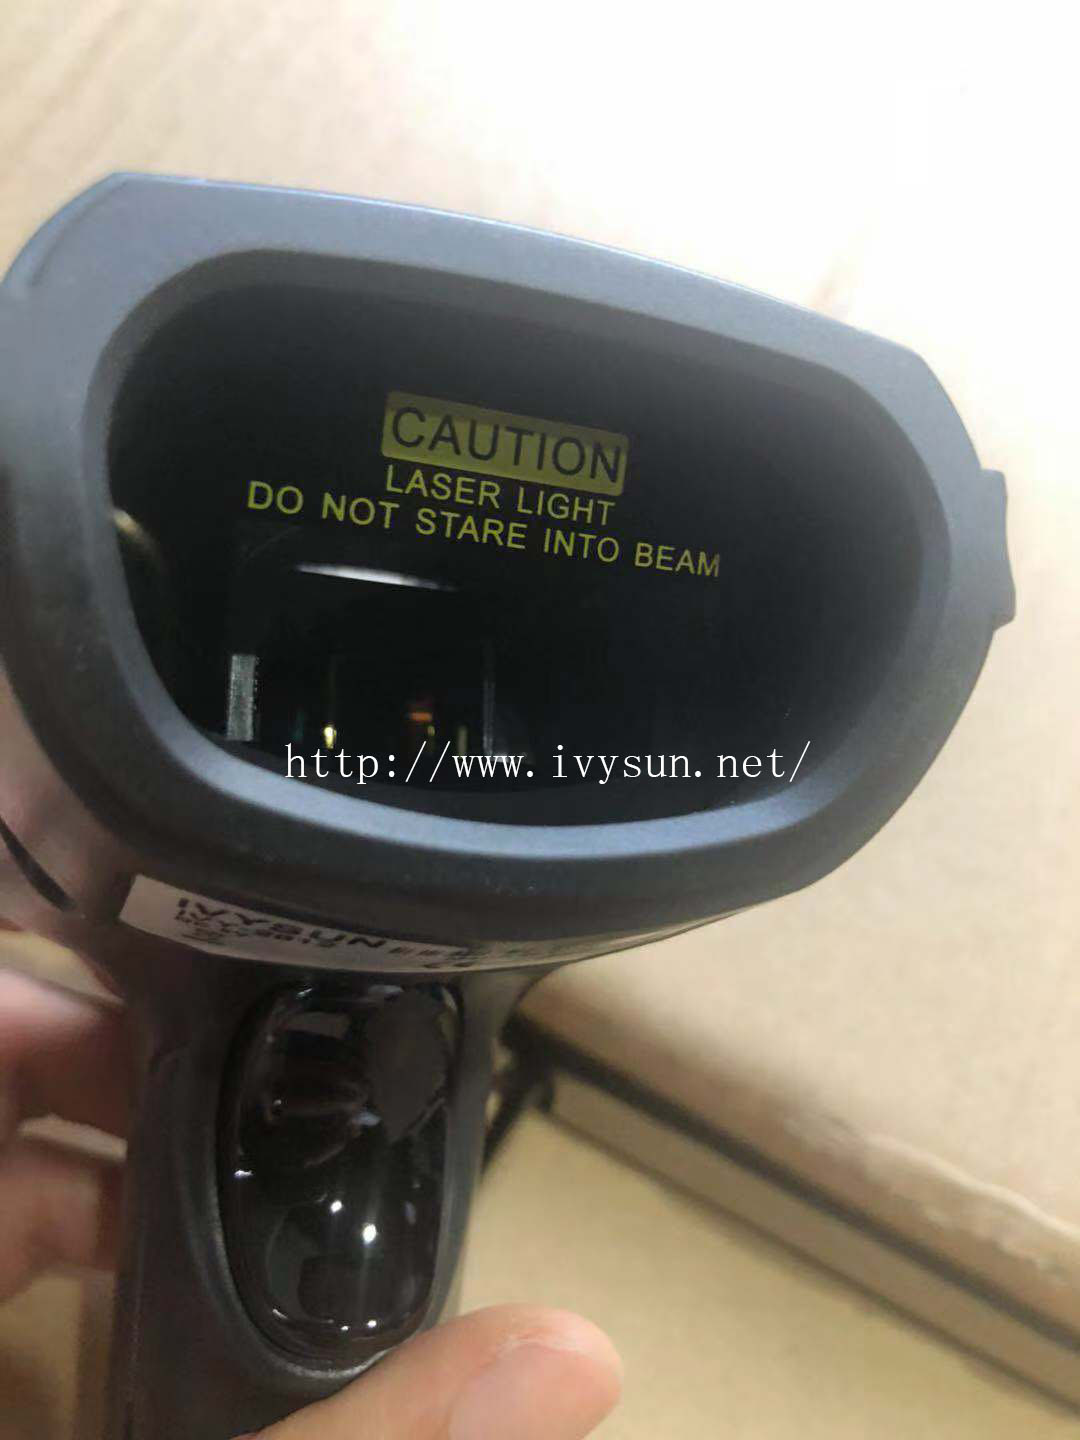 CAUTION
LASER LIGHT
DO NOT STARE INTO BEAM
http://www.ivysun.net/
IVYSUN